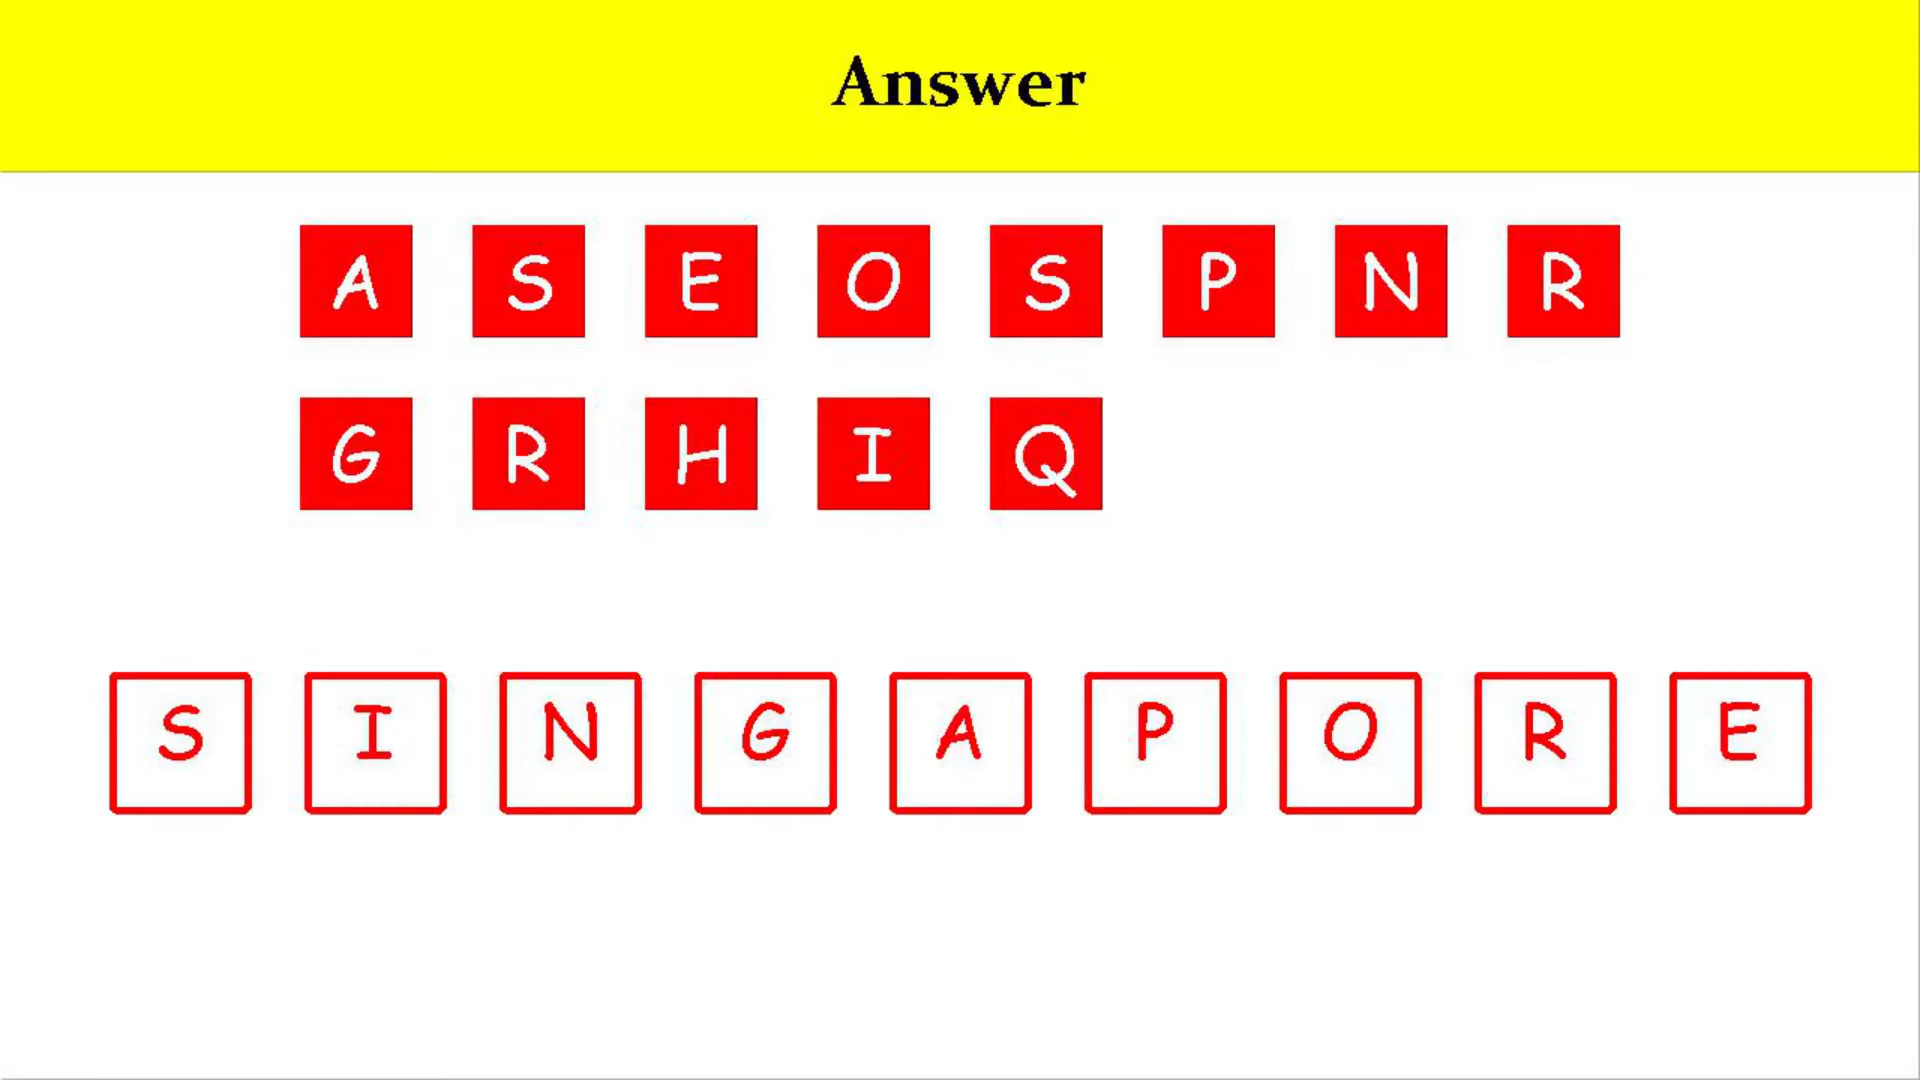 Answer
A S E O S P N R
G R H I Q
S I N G A P O R E